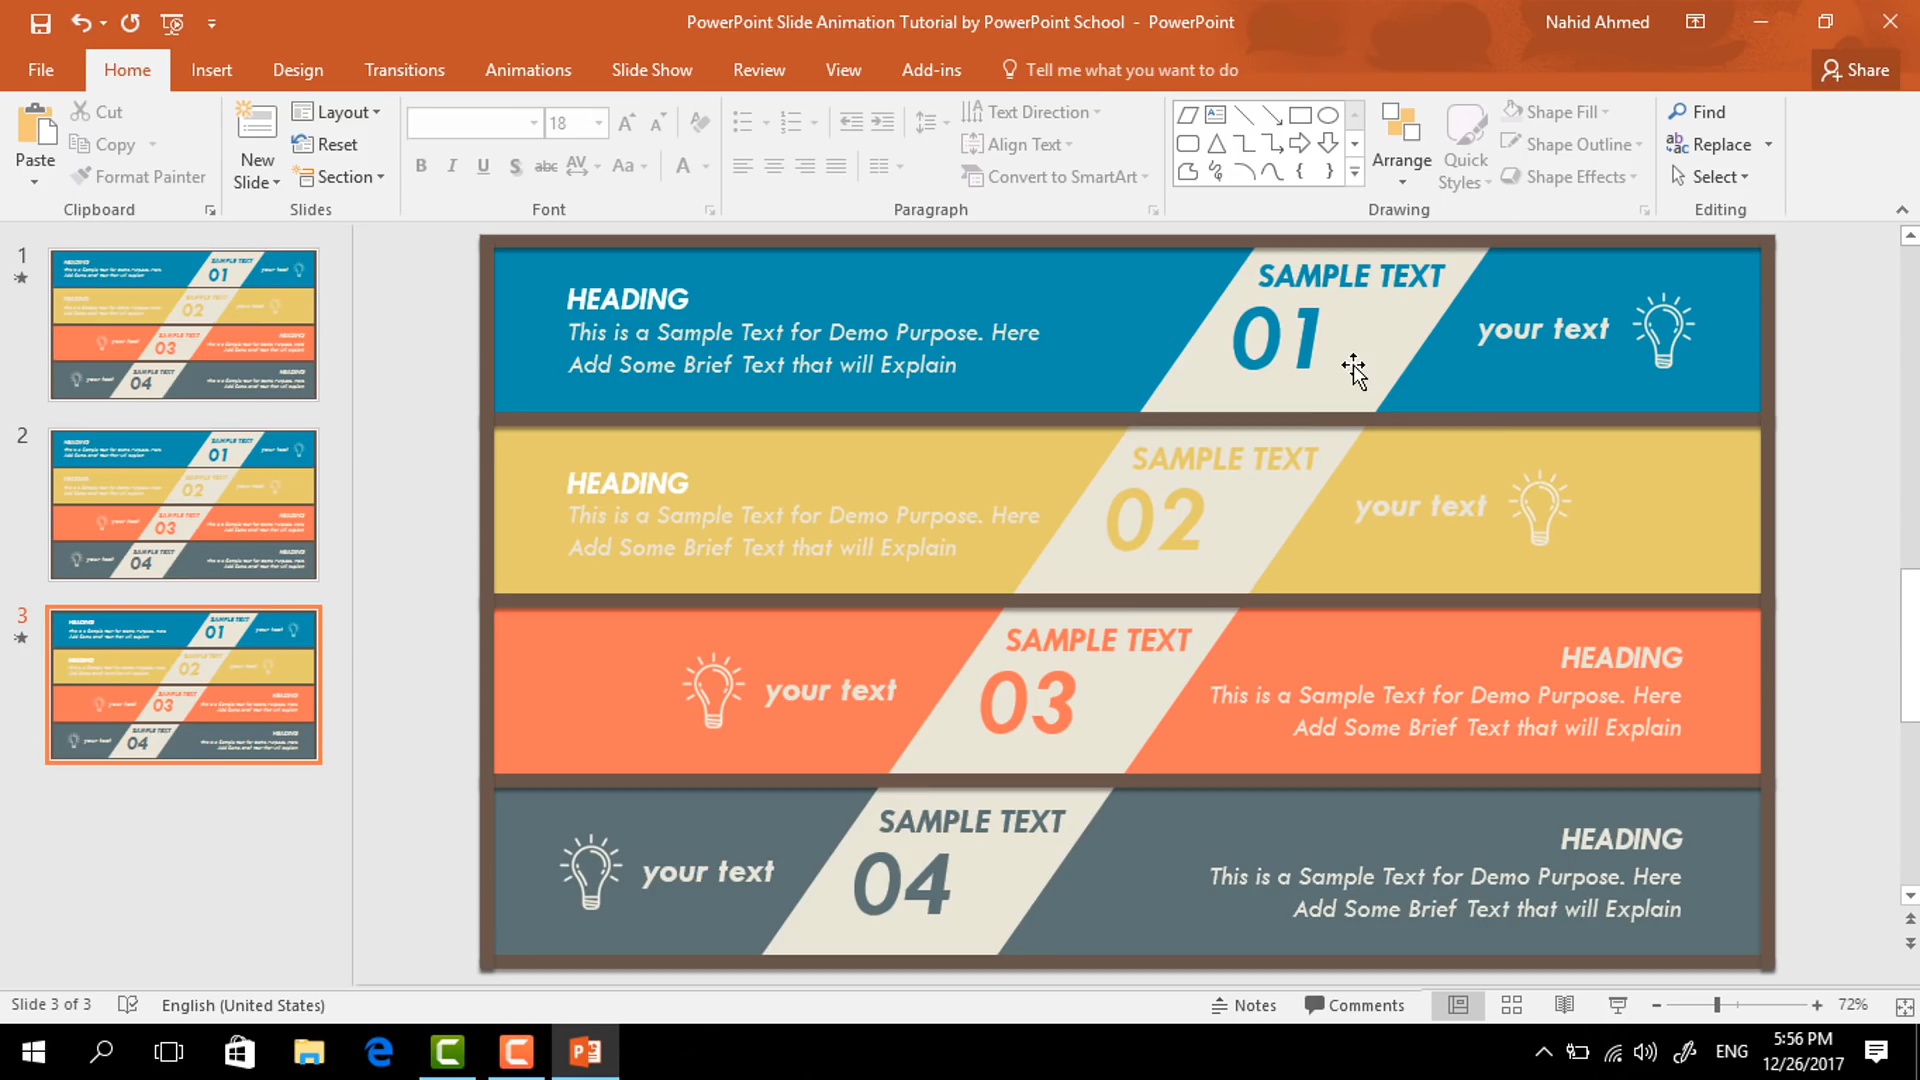 PowerPoint Slide Animation Tutorial by PowerPoint School - PowerPoint
Nahid Ahmed
File Home Insert Design Transitions Animations Slide Show Review View Add-ins Tell me what you want to do Share
Paste
Cut
Copy
Format Painter
Clipboard
New
Slide
Layout
Reset
Section
Slides
18
B I U S abc AV Aa A
Font
Text Direction
Align Text
Convert to SmartArt
Paragraph
Arrange
Quick
Styles
Shape Fill
Shape Outline
Shape Effects
Drawing
Find
Replace
Select
Editing
1
2
3
HEADING
This is a Sample Text for Demo Purpose. Here
Add Some Brief Text that will Explain
SAMPLE TEXT
01
your text
HEADING
This is a Sample Text for Demo Purpose. Here
Add Some Brief Text that will Explain
SAMPLE TEXT
02
your text
your text
SAMPLE TEXT
03
HEADING
This is a Sample Text for Demo Purpose. Here
Add Some Brief Text that will Explain
your text
SAMPLE TEXT
04
HEADING
This is a Sample Text for Demo Purpose. Here
Add Some Brief Text that will Explain
Slide 3 of 3 English (United States) Notes Comments 72%
ENG
5:56 PM
12/26/2017